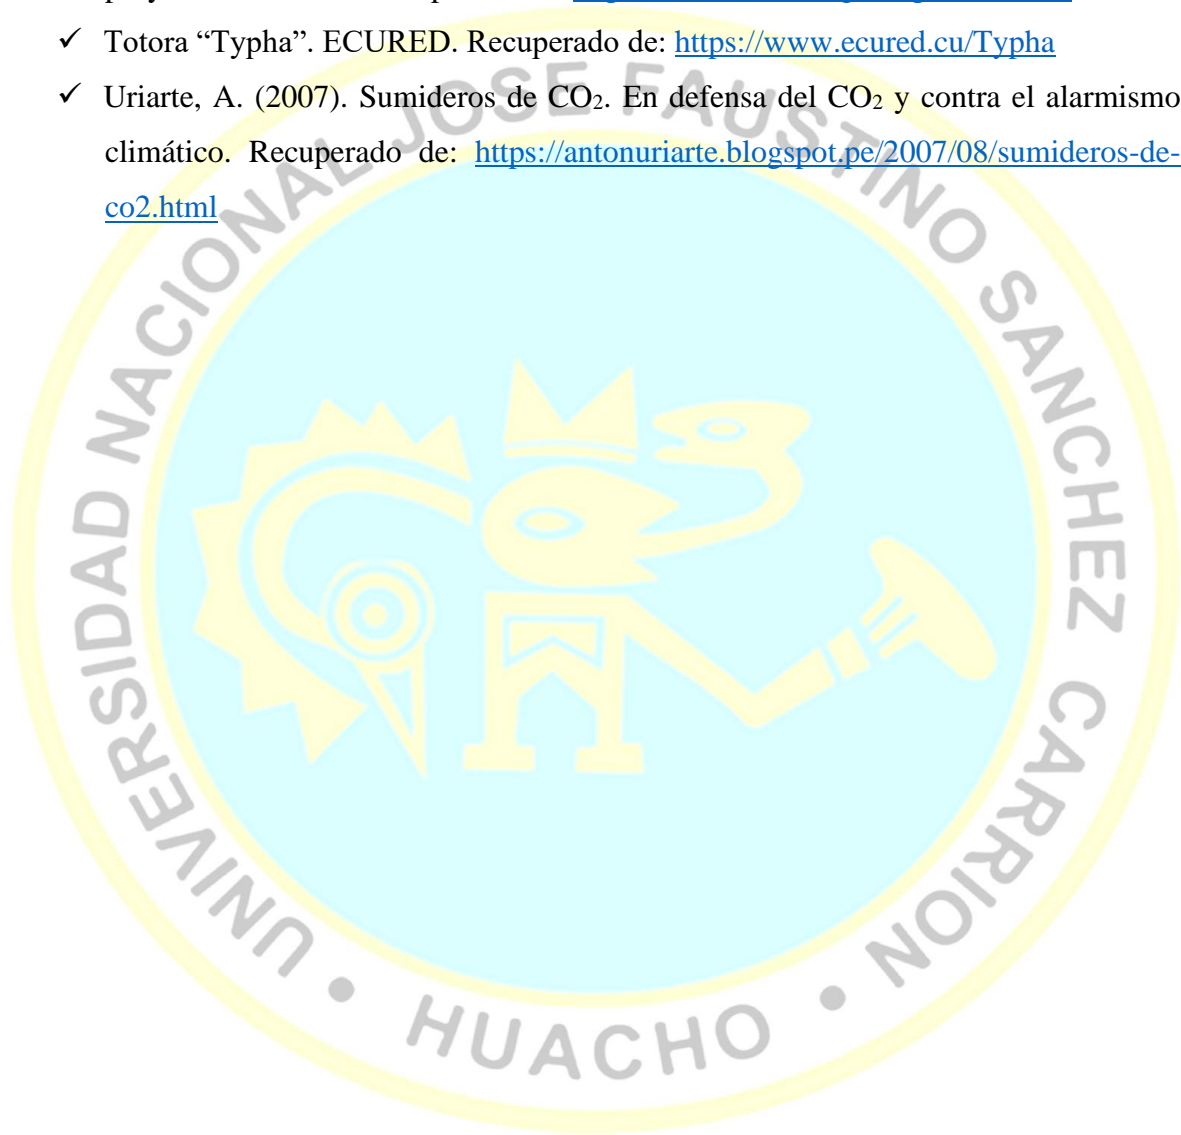 ✓ Totora “Typha”. ECURED. Recuperado de: https://www.ecured.cu/Typha
✓ Uriarte, A. (2007). Sumideros de CO₂. En defensa del CO₂ y contra el alarmismo
climático. Recuperado de: https://antonuriarte.blogspot.pe/2007/08/sumideros-de-
co2.html
UNIVERSIDAD NACIONAL JOSE FAUSTINO SANCHEZ CARRION • HUACHO •